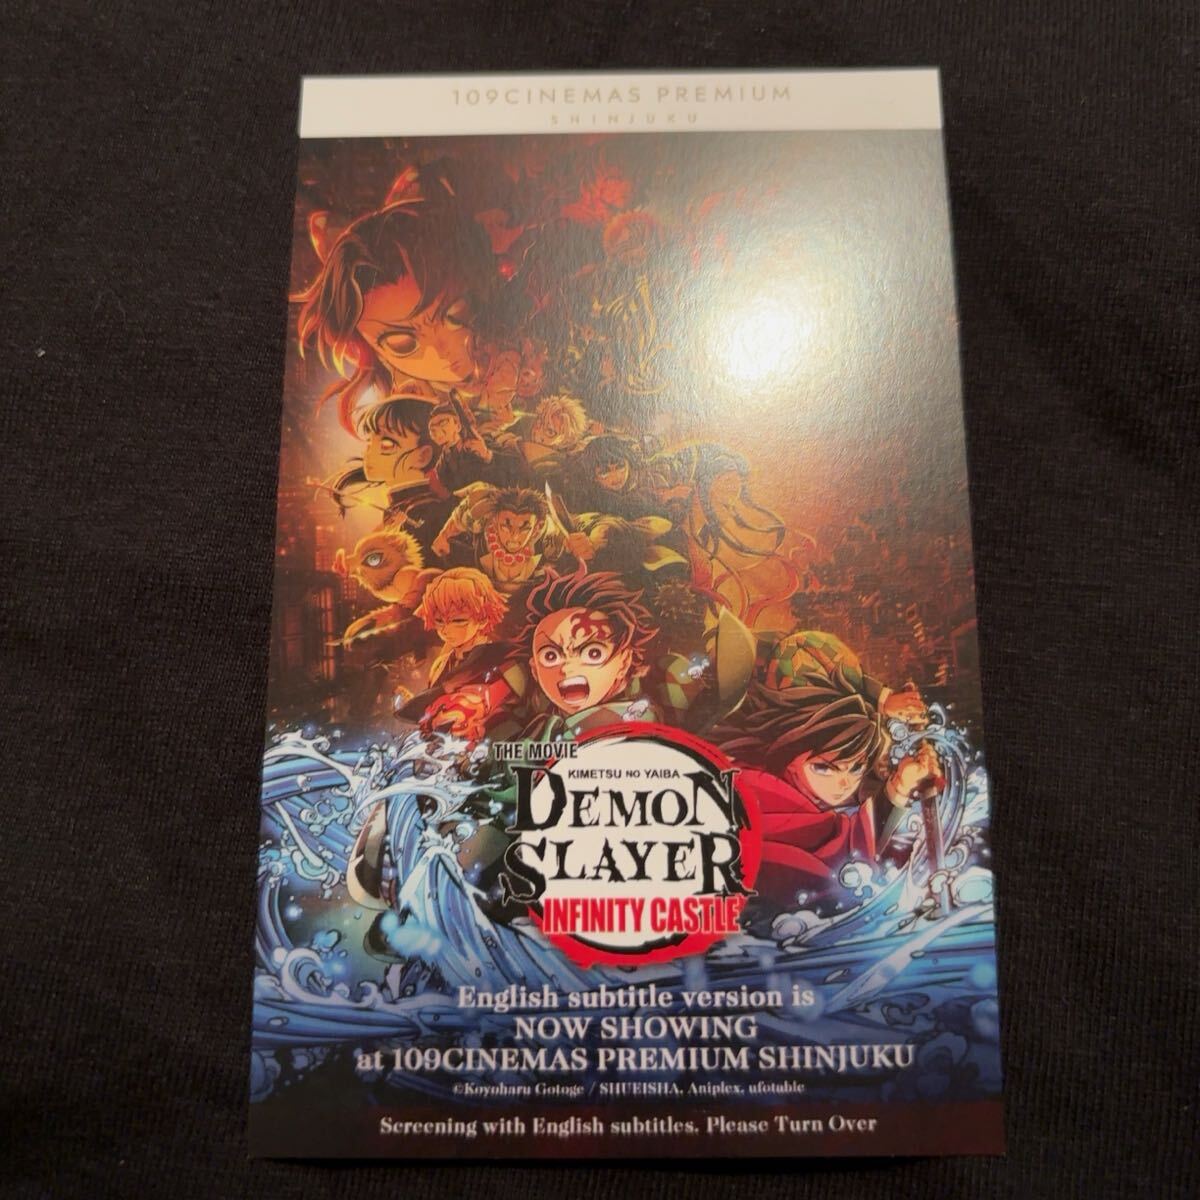 109CINEMAS PREMIUM
SHINJUKU
THE MOVIE
KIMETSU NO YAIBA
DEMON
SLAYER
INFINITY CASTLE
English subtitle version is
NOW SHOWING
at 109CINEMAS PREMIUM SHINJUKU
©Koyoharu Gotoge / SHUEISHA, Aniplex, ufotable
Screening with English subtitles. Please Turn Over